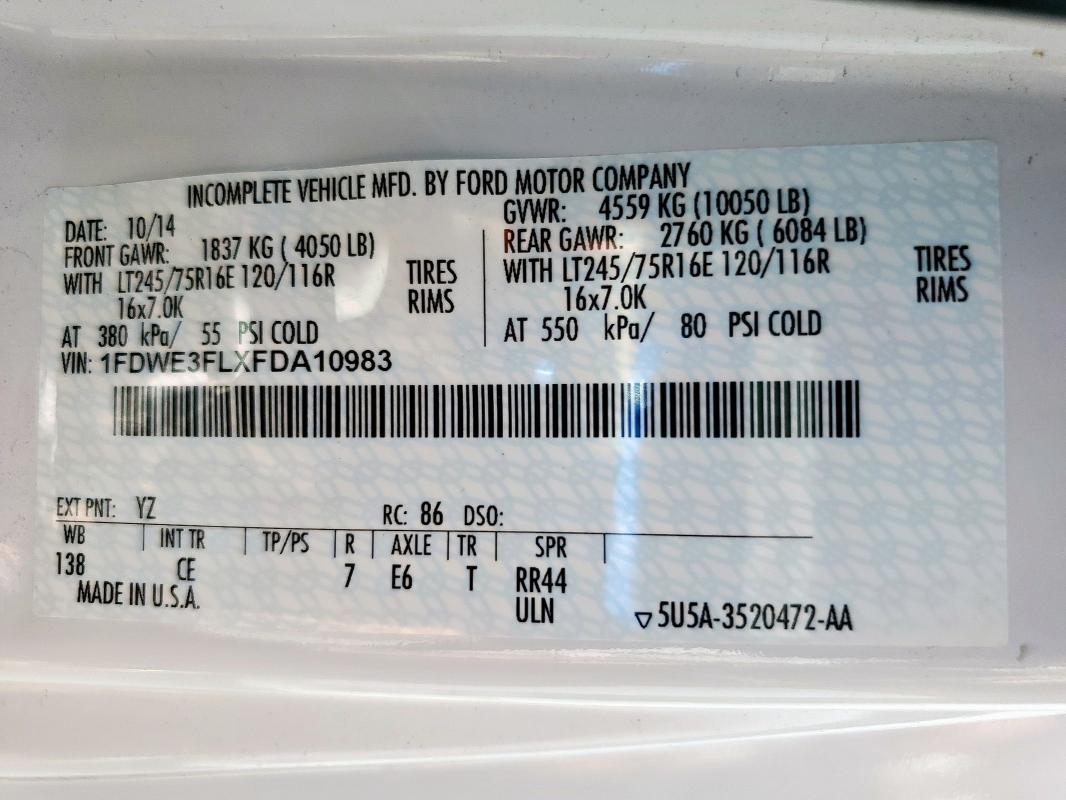 INCOMPLETE VEHICLE MFD. BY FORD MOTOR COMPANY
DATE: 10/14 GVWR: 4559 KG (10050 LB)
FRONT GAWR: 1837 KG ( 4050 LB) REAR GAWR: 2760 KG ( 6084 LB)
WITH LT245/75R16E 120/116R TIRES WITH LT245/75R16E 120/116R TIRES
16x7.0K RIMS 16x7.0K RIMS
AT 380 kPa/ 55 PSI COLD AT 550 kPa/ 80 PSI COLD
VIN: 1FDWE3FLXFDA10983
EXT PNT: YZ RC: 86 DSO:
WB INT TR TP/PS R AXLE TR SPR
138 CE 7 E6 T RR44
MADE IN U.S.A. ULN ▽5U5A-3520472-AA